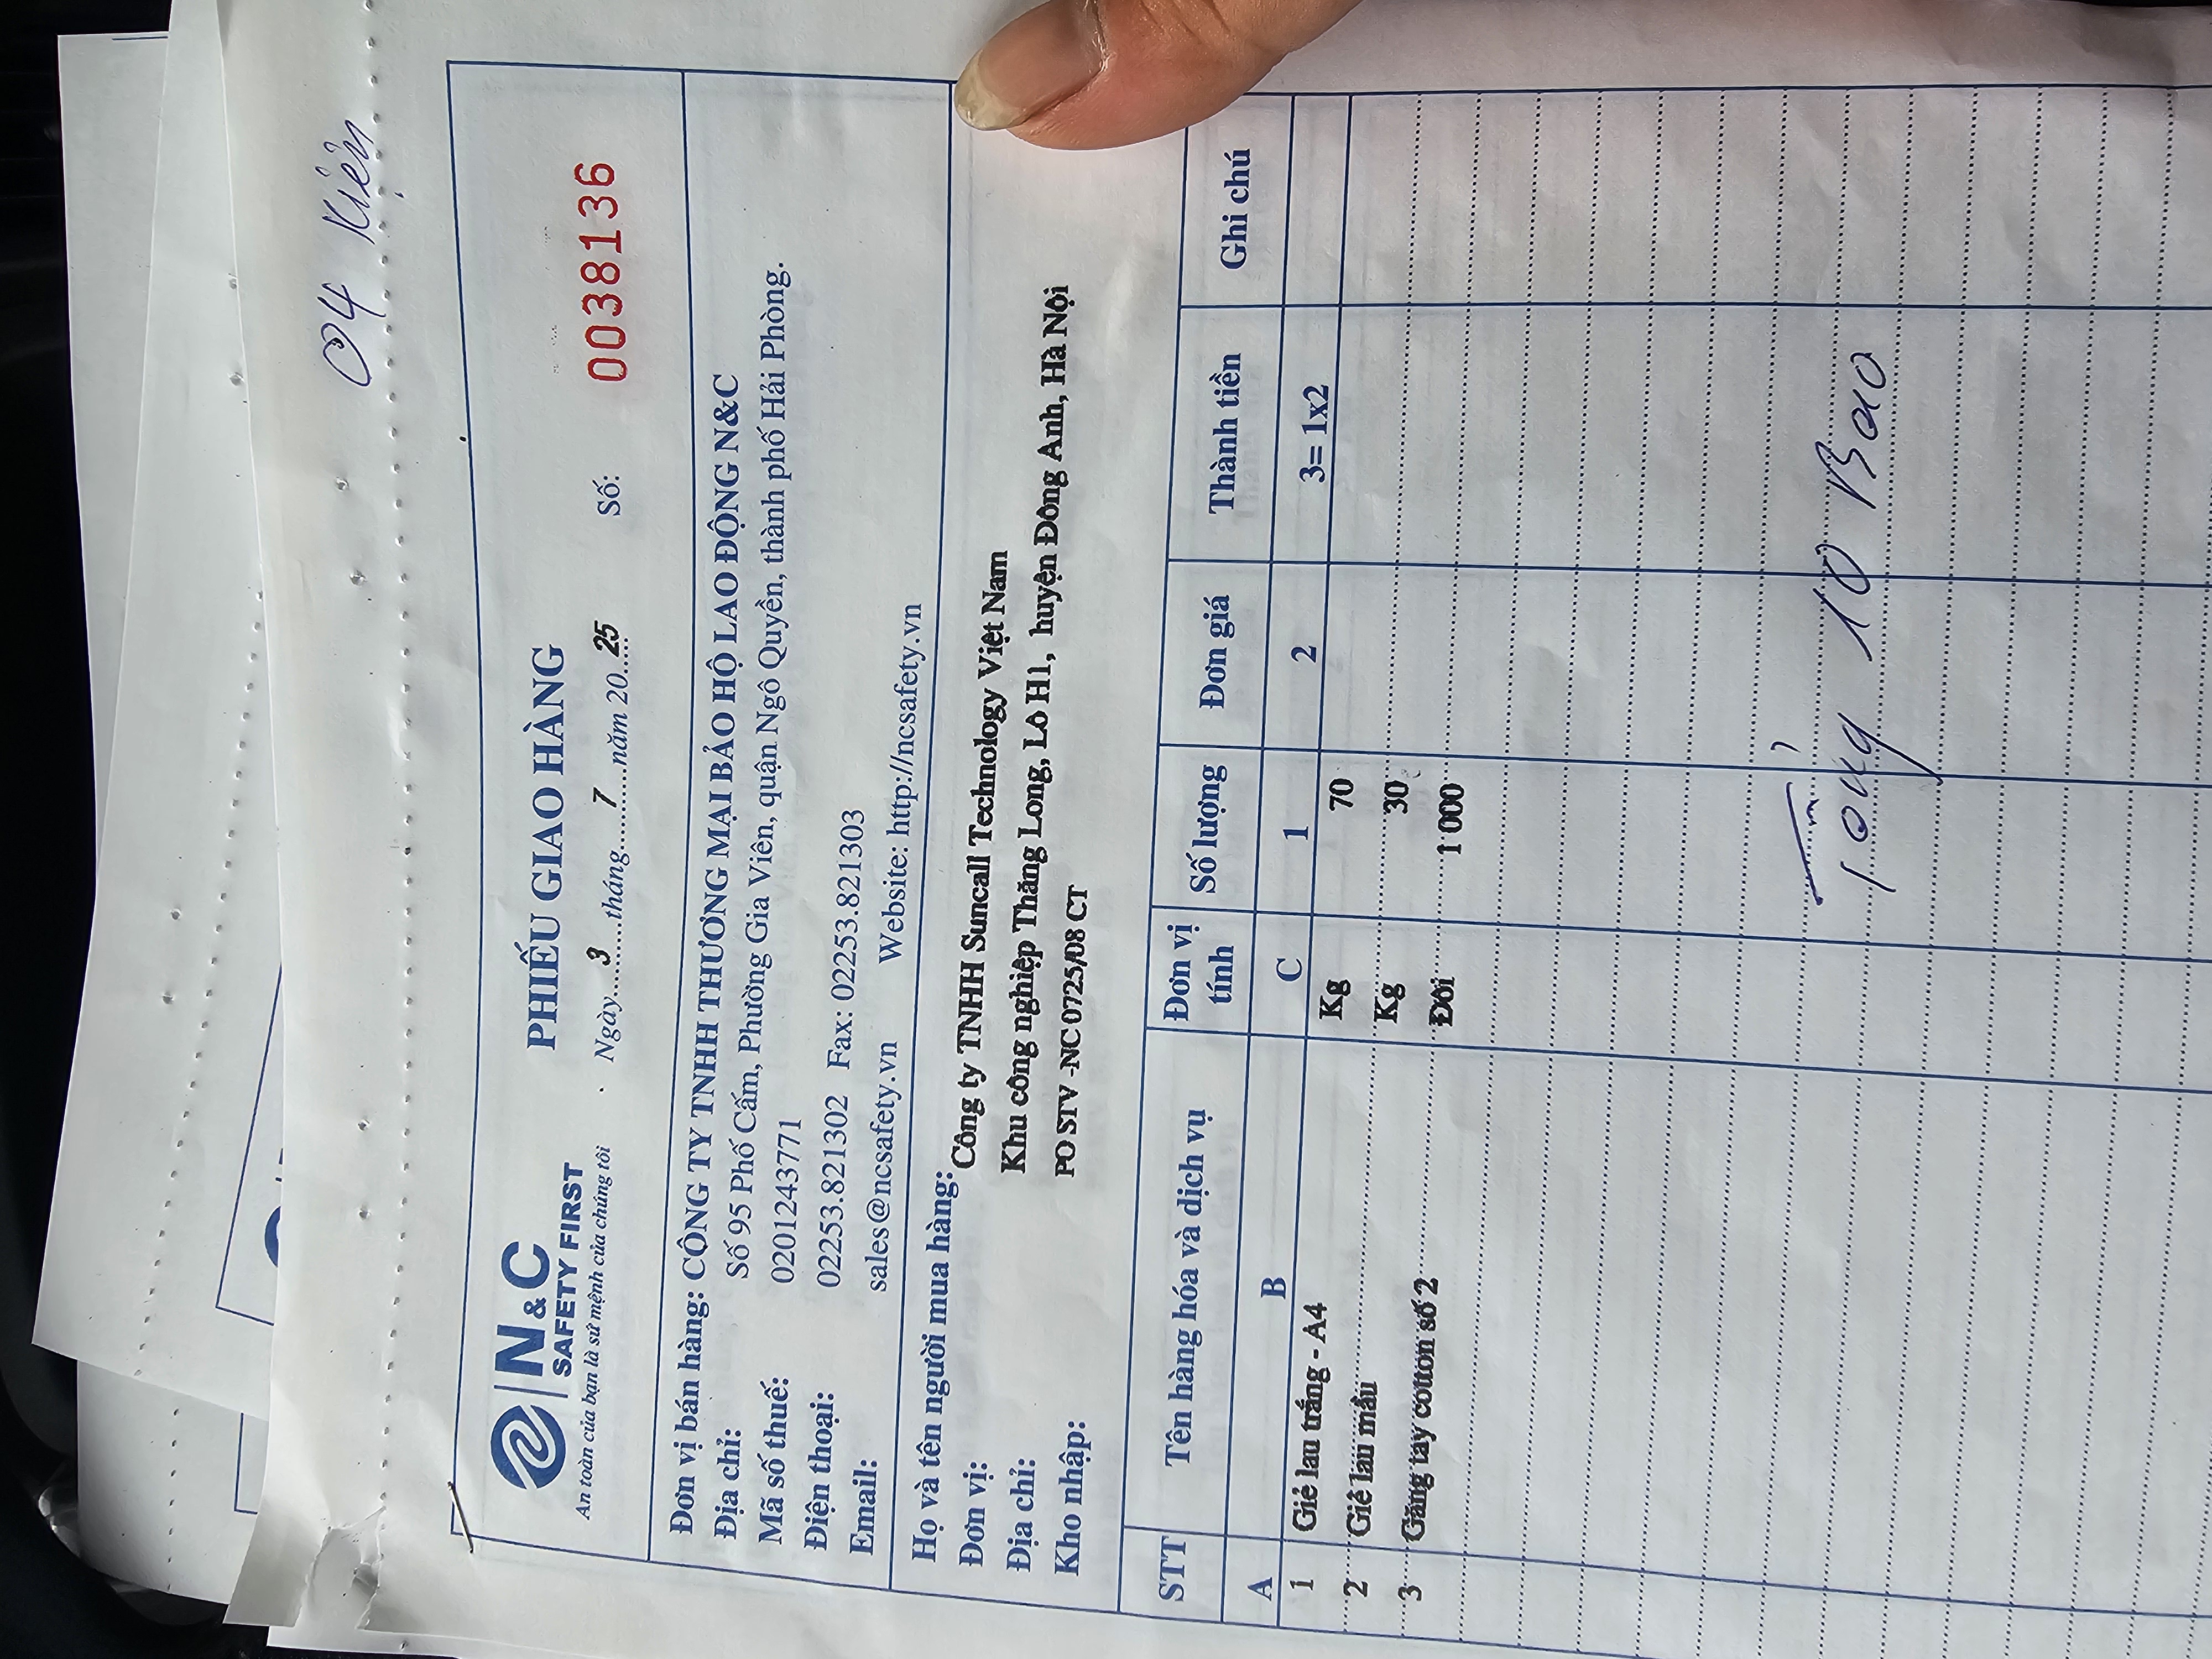 04 kiện
N&C
SAFETY FIRST
An toàn của bạn là sứ mệnh của chúng tôi
PHIẾU GIAO HÀNG
Ngày 3 tháng 7 năm 2025
Số: 0038136
Đơn vị bán hàng: CÔNG TY TNHH THƯƠNG MẠI BẢO HỘ LAO ĐỘNG N&C
Địa chỉ: Số 95 Phố Cấm, Phường Gia Viên, quận Ngô Quyền, thành phố Hải Phòng.
Mã số thuế: 0201243771
Điện thoại: 02253.821302 Fax: 02253.821303
Email: sales@ncsafety.vn Website: http://ncsafety.vn
Họ và tên người mua hàng:
Đơn vị: Công ty TNHH Suncall Technology Việt Nam
Địa chỉ: Khu công nghiệp Thăng Long, Lô H1, huyện Đông Anh, Hà Nội
Kho nhập: PO STV -NC 0725/08 CT
STT Tên hàng hóa và dịch vụ Đơn vị tính Số lượng Đơn giá Thành tiền Ghi chú
A B C 1 2 3= 1x2
1 Giẻ lau trắng - A4 Kg 70
2 Giẻ lau mầu Kg 30
3 Găng tay cotton số 2 Đôi 1 000
Tổng 10 Bao